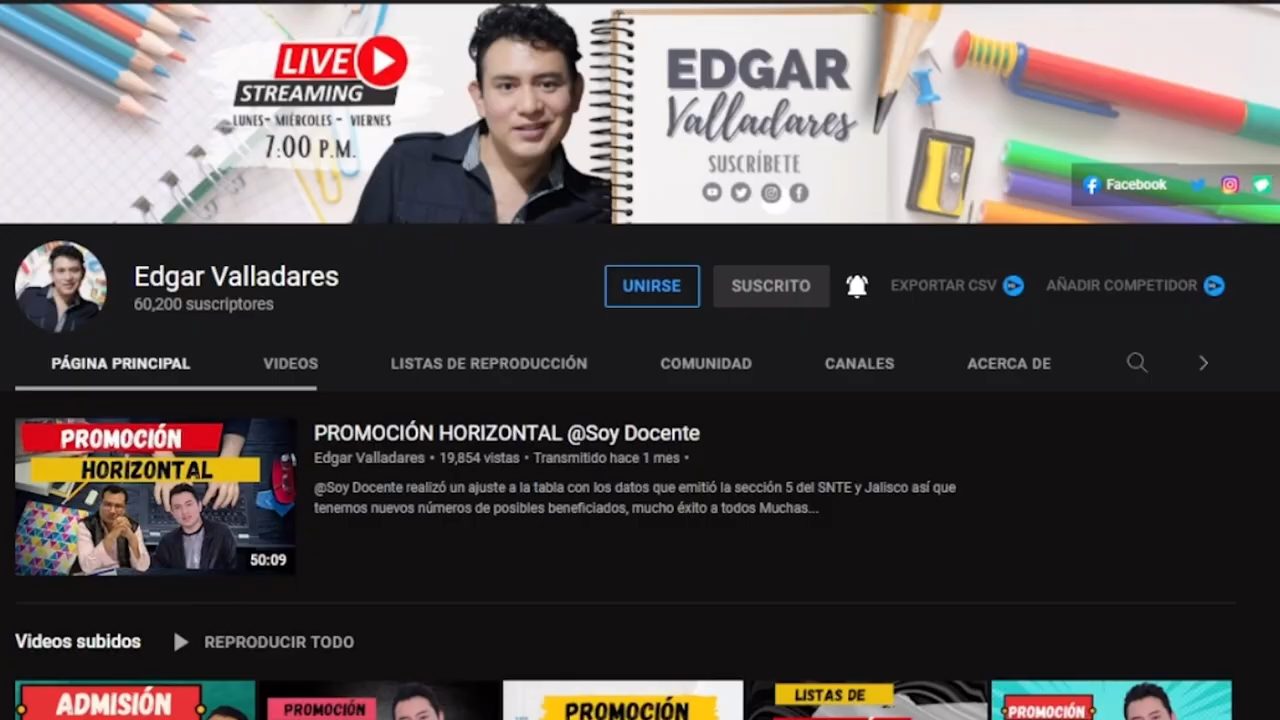 LIVE
STREAMING
LUNES- MIÉRCOLES - VIERNES
7:00 P.M.
EDGAR
Valladares
SUSCRÍBETE
Facebook
Edgar Valladares
60,200 suscriptores
UNIRSE
SUSCRITO
EXPORTAR CSV
AÑADIR COMPETIDOR
PÁGINA PRINCIPAL
VIDEOS
LISTAS DE REPRODUCCIÓN
COMUNIDAD
CANALES
ACERCA DE
PROMOCIÓN
HORIZONTAL
50:09
PROMOCIÓN HORIZONTAL @Soy Docente
Edgar Valladares • 19,854 vistas • Transmitido hace 1 mes •
@Soy Docente realizó un ajuste a la tabla con los datos que emitió la sección 5 del SNTE y Jalisco así que
tenemos nuevos números de posibles beneficiados, mucho éxito a todos Muchas...
Videos subidos
REPRODUCIR TODO
ADMISIÓN
PROMOCIÓN
PROMOCIÓN
LISTAS DE
PROMOCIÓN